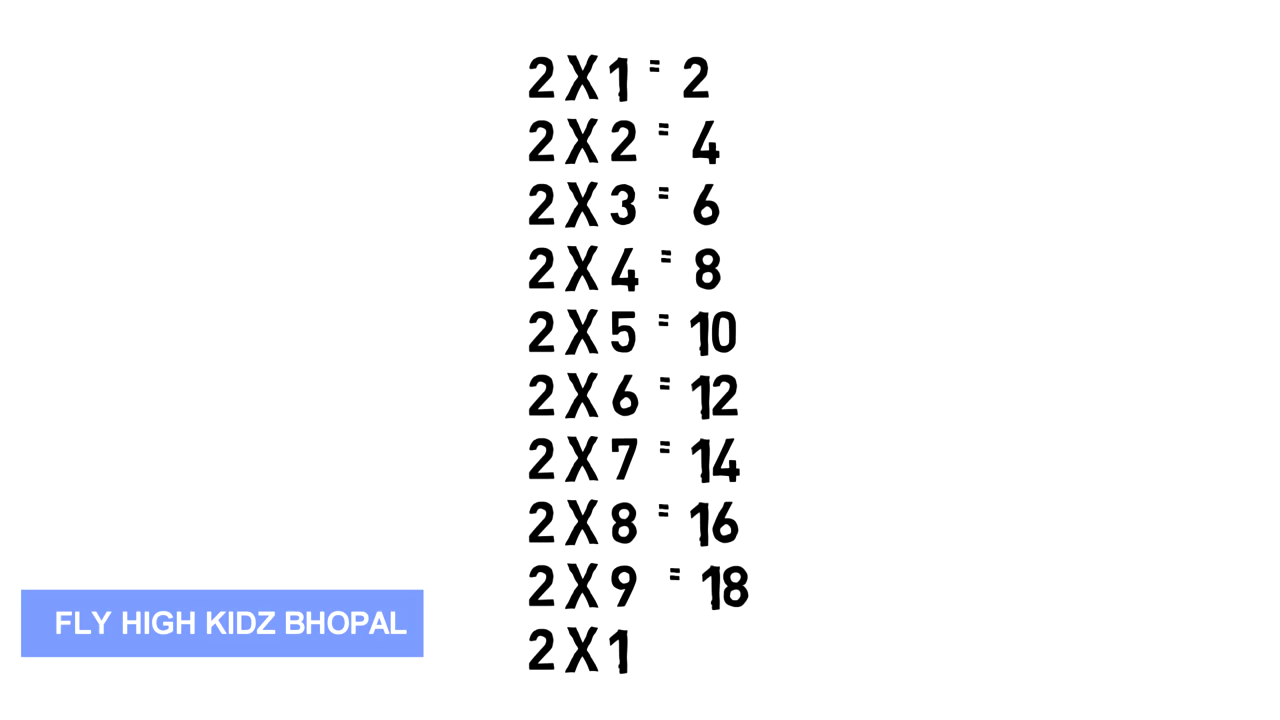 2 X 1 = 2
2 X 2 = 4
2 X 3 = 6
2 X 4 = 8
2 X 5 = 10
2 X 6 = 12
2 X 7 = 14
2 X 8 = 16
2 X 9 = 18
2 X 1
FLY HIGH KIDZ BHOPAL